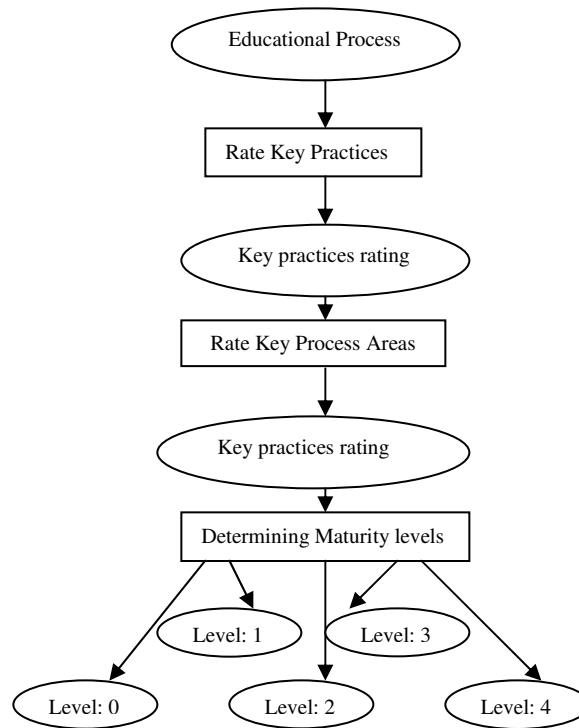 Educational Process
Rate Key Practices
Key practices rating
Rate Key Process Areas
Key practices rating
Determining Maturity levels
Level: 1
Level: 3
Level: 0
Level: 2
Level: 4